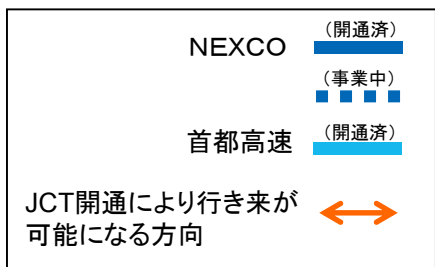 (開通済)
NEXCO
(事業中)
首都高速 (開通済)
JCT開通により行き来が
可能になる方向